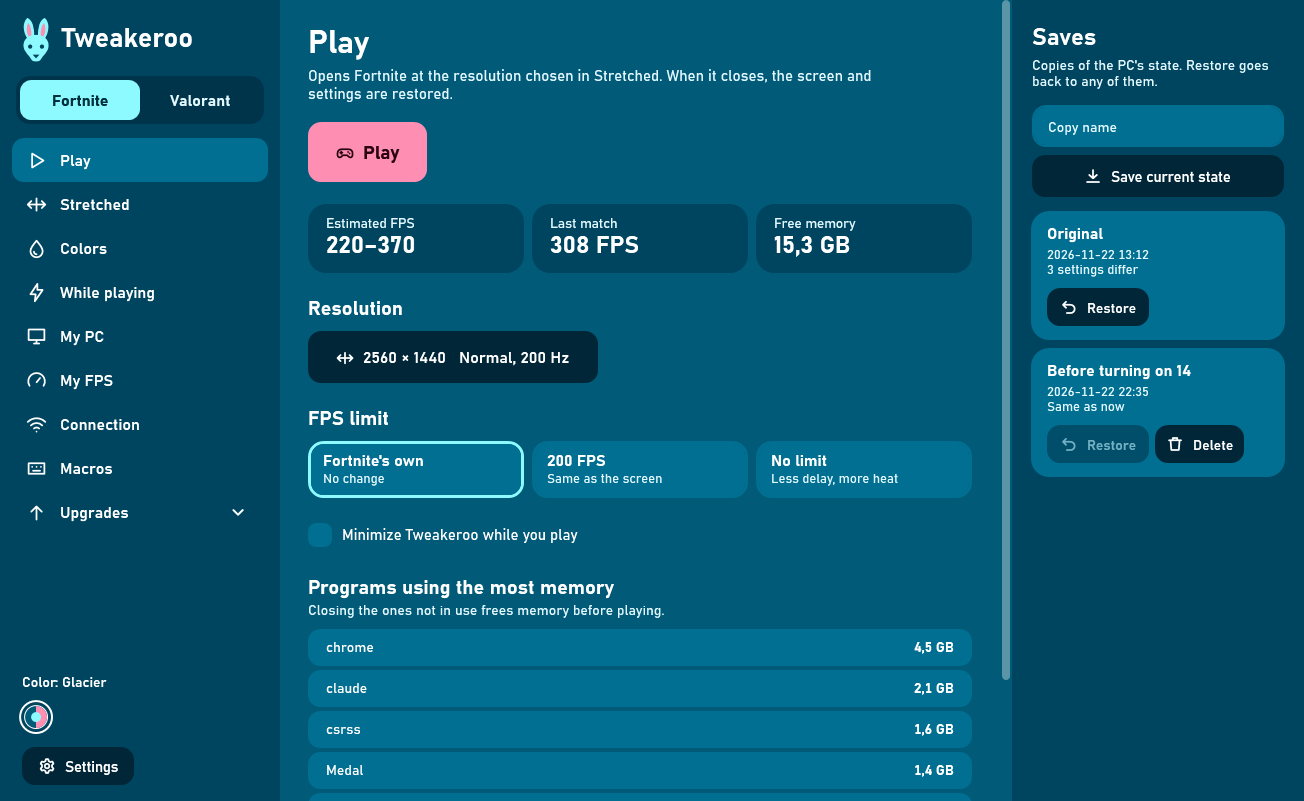 Tweakeroo
Fortnite
Valorant
Play
Stretched
Colors
While playing
My PC
My FPS
Connection
Macros
Upgrades
Color: Glacier
Settings
Play
Opens Fortnite at the resolution chosen in Stretched. When it closes, the screen and
settings are restored.
Play
Estimated FPS
220–370
Last match
308 FPS
Free memory
15,3 GB
Resolution
2560 × 1440 Normal, 200 Hz
FPS limit
Fortnite's own
No change
200 FPS
Same as the screen
No limit
Less delay, more heat
Minimize Tweakeroo while you play
Programs using the most memory
Closing the ones not in use frees memory before playing.
chrome 4,5 GB
claude 2,1 GB
csrss 1,6 GB
Medal 1,4 GB
Saves
Copies of the PC's state. Restore goes
back to any of them.
Copy name
Save current state
Original
2026-11-22 13:12
3 settings differ
Restore
Before turning on 14
2026-11-22 22:35
Same as now
Restore
Delete